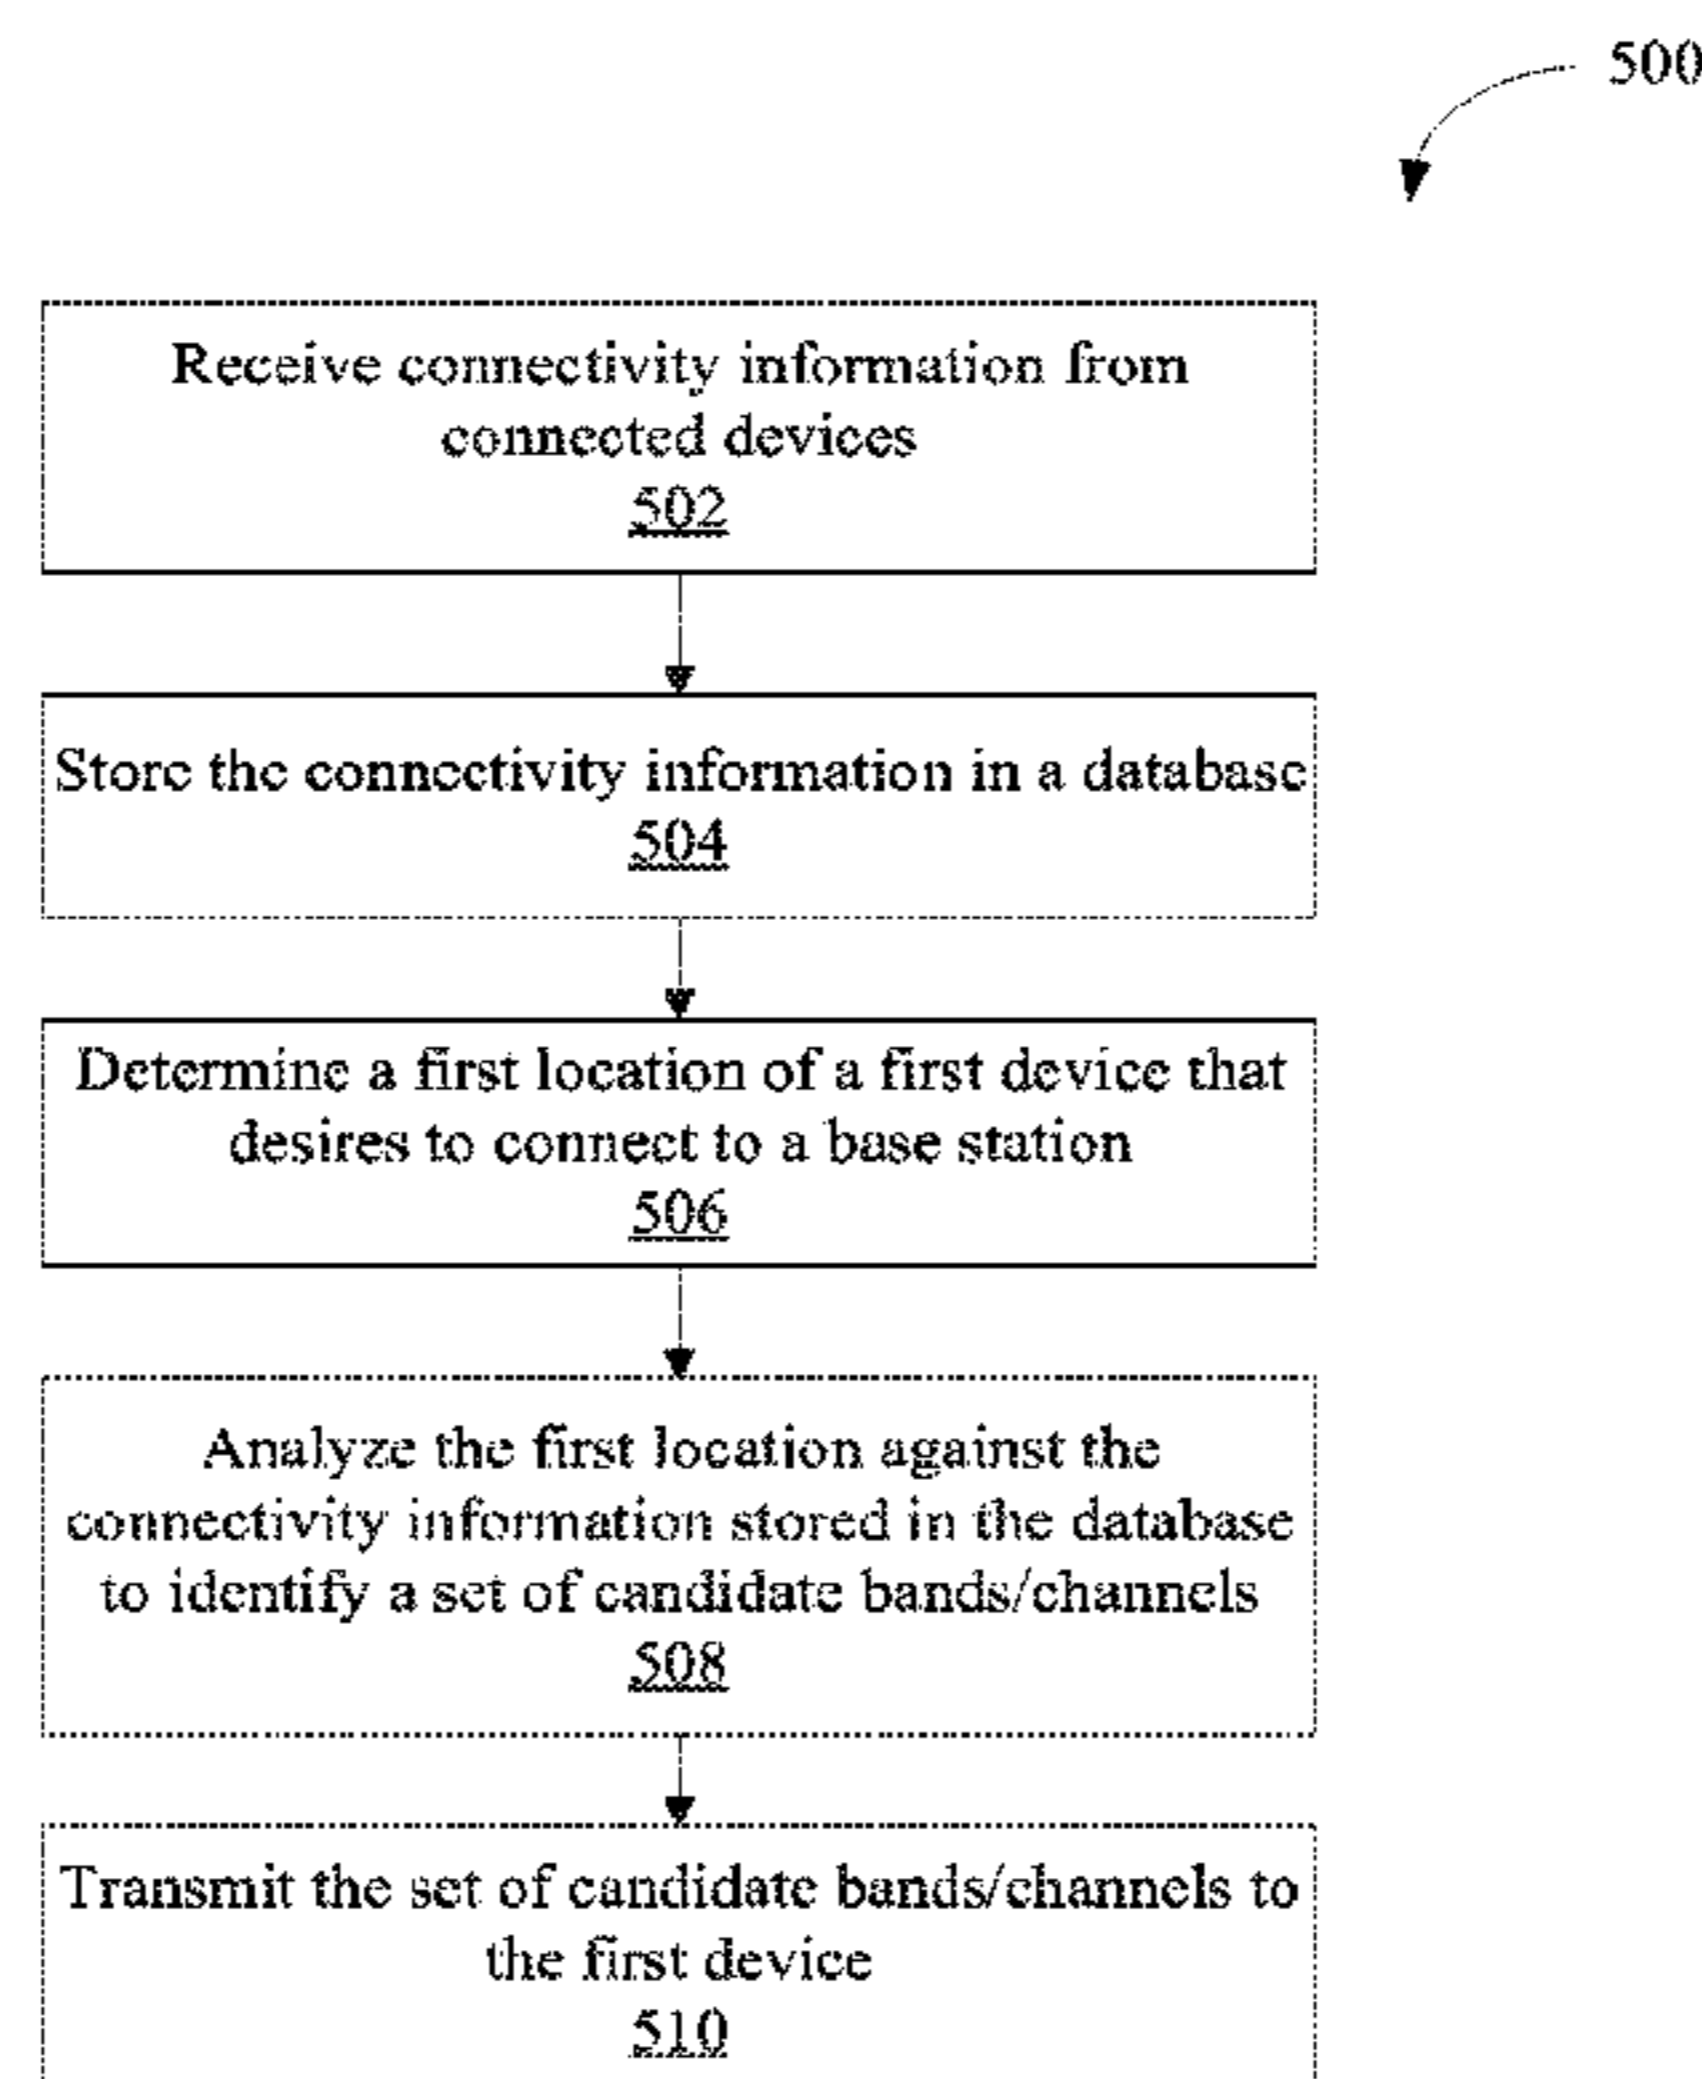 500
Receive connectivity information from
connected devices
502
Store the connectivity information in a database
504
Determine a first location of a first device that
desires to connect to a base station
506
Analyze the first location against the
connectivity information stored in the database
to identify a set of candidate bands/channels
508
Transmit the set of candidate bands/channels to
the first device
510